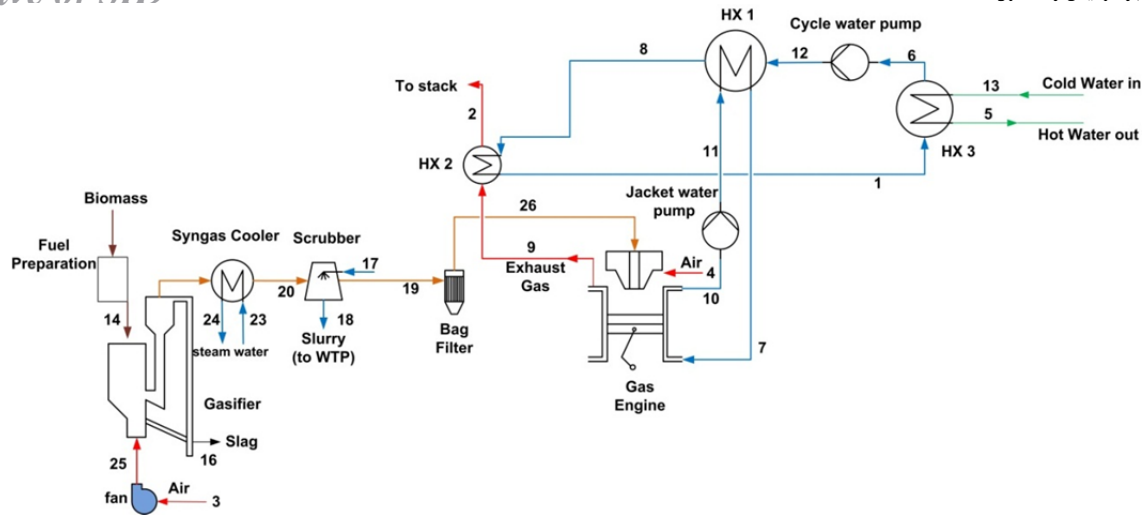 HX 1
Cycle water pump
8
12
6
13
Cold Water in
To stack
2
5
Hot Water out
HX 2
11
HX 3
1
Jacket water
pump
Biomass
26
Syngas Cooler
Scrubber
Fuel
Preparation
9
Exhaust
Gas
Air
4
17
10
20
19
14
24
23
18
steam water
Slurry
(to WTP)
Bag
Filter
7
Gas
Engine
Gasifier
Slag
16
25
fan
Air
3